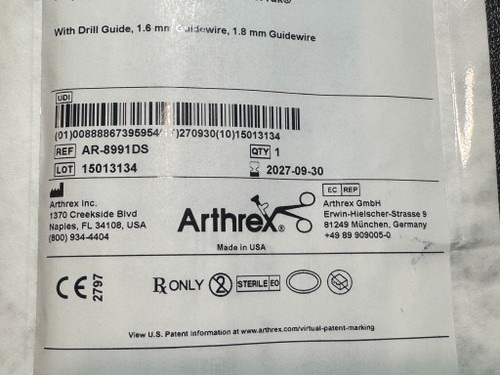 With Drill Guide, 1.6 mm Guidewire, 1.8 mm Guidewire
UDI
(01)00888867395954(17)270930(10)15013134
REF AR-8991DS
QTY 1
LOT 15013134
2027-09-30
Arthrex Inc.
1370 Creekside Blvd
Naples, FL 34108, USA
(800) 934-4404
Arthrex®
Made in USA
EC REP
Arthrex GmbH
Erwin-Hielscher-Strasse 9
81249 München, Germany
+49 89 909005-0
CE 2797
Rx ONLY
2
STERILE EO
View U.S. Patent information at www.arthrex.com/virtual-patent-marking